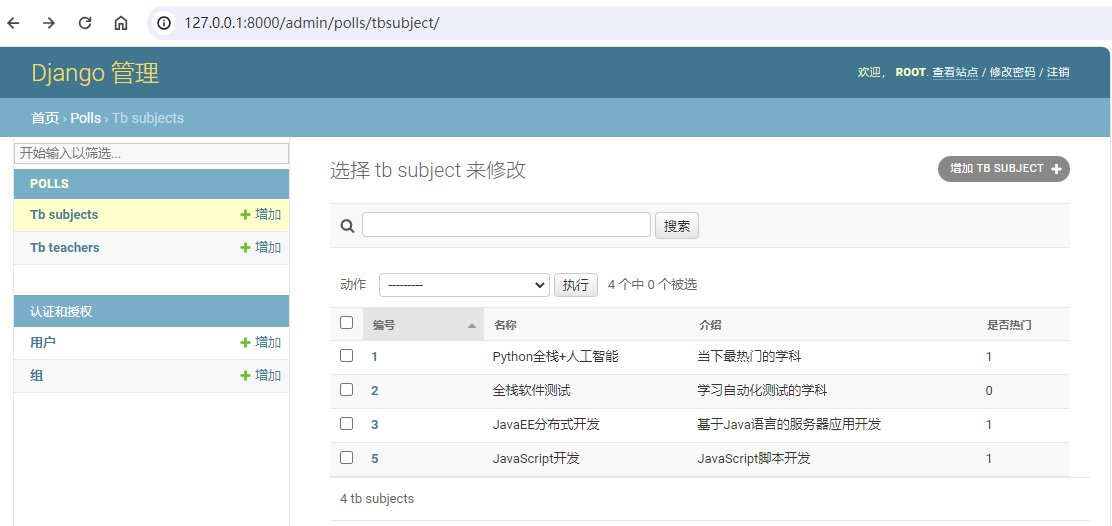 127.0.0.1:8000/admin/polls/tbsubject/
Django 管理
欢迎， ROOT. 查看站点 / 修改密码 / 注销
首页 › Polls › Tb subjects
开始输入以筛选...
POLLS
Tb subjects 增加
Tb teachers 增加
认证和授权
用户 增加
组 增加
选择 tb subject 来修改
增加 TB SUBJECT
搜索
动作 --------- 执行 4 个中 0 个被选
编号 名称 介绍 是否热门
1 Python全栈+人工智能 当下最热门的学科 1
2 全栈软件测试 学习自动化测试的学科 0
3 JavaEE分布式开发 基于Java语言的服务器应用开发 1
5 JavaScript开发 JavaScript脚本开发 1
4 tb subjects